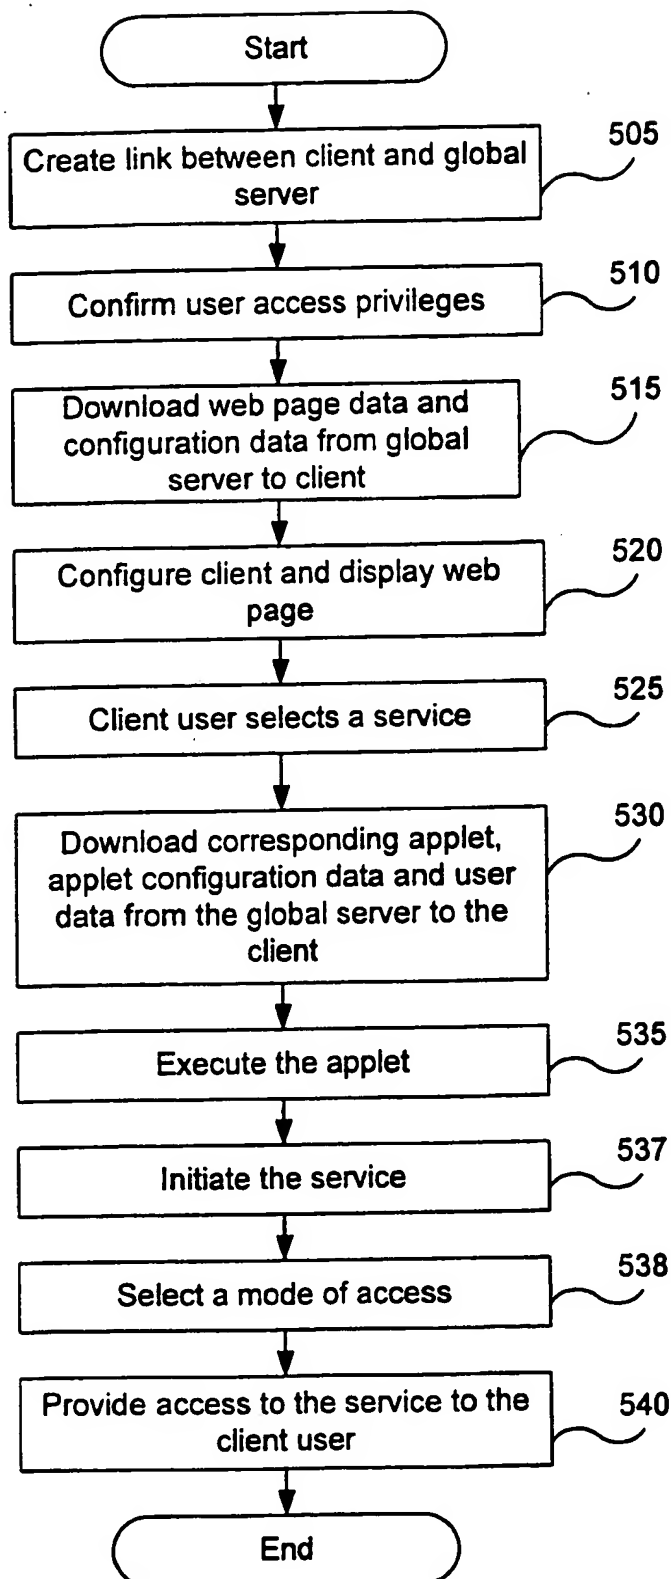 Start
Create link between client and global
server
505
Confirm user access privileges
510
Download web page data and
configuration data from global
server to client
515
Configure client and display web
page
520
Client user selects a service
525
Download corresponding applet,
applet configuration data and user
data from the global server to the
client
530
Execute the applet
535
Initiate the service
537
Select a mode of access
538
Provide access to the service to the
client user
540
End